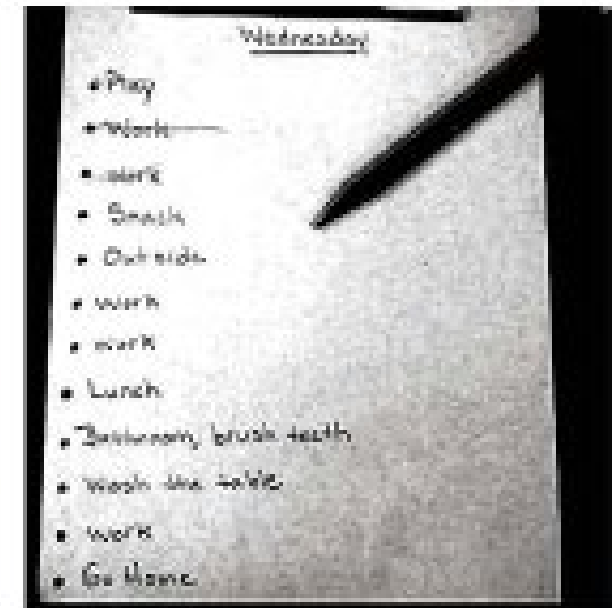 Wednesday
• Play
• Work
• work
• Snack
• Outside
• Work
• work
• Lunch
• Bathroom, brush teeth
• Wash the table
• Work
• Go Home